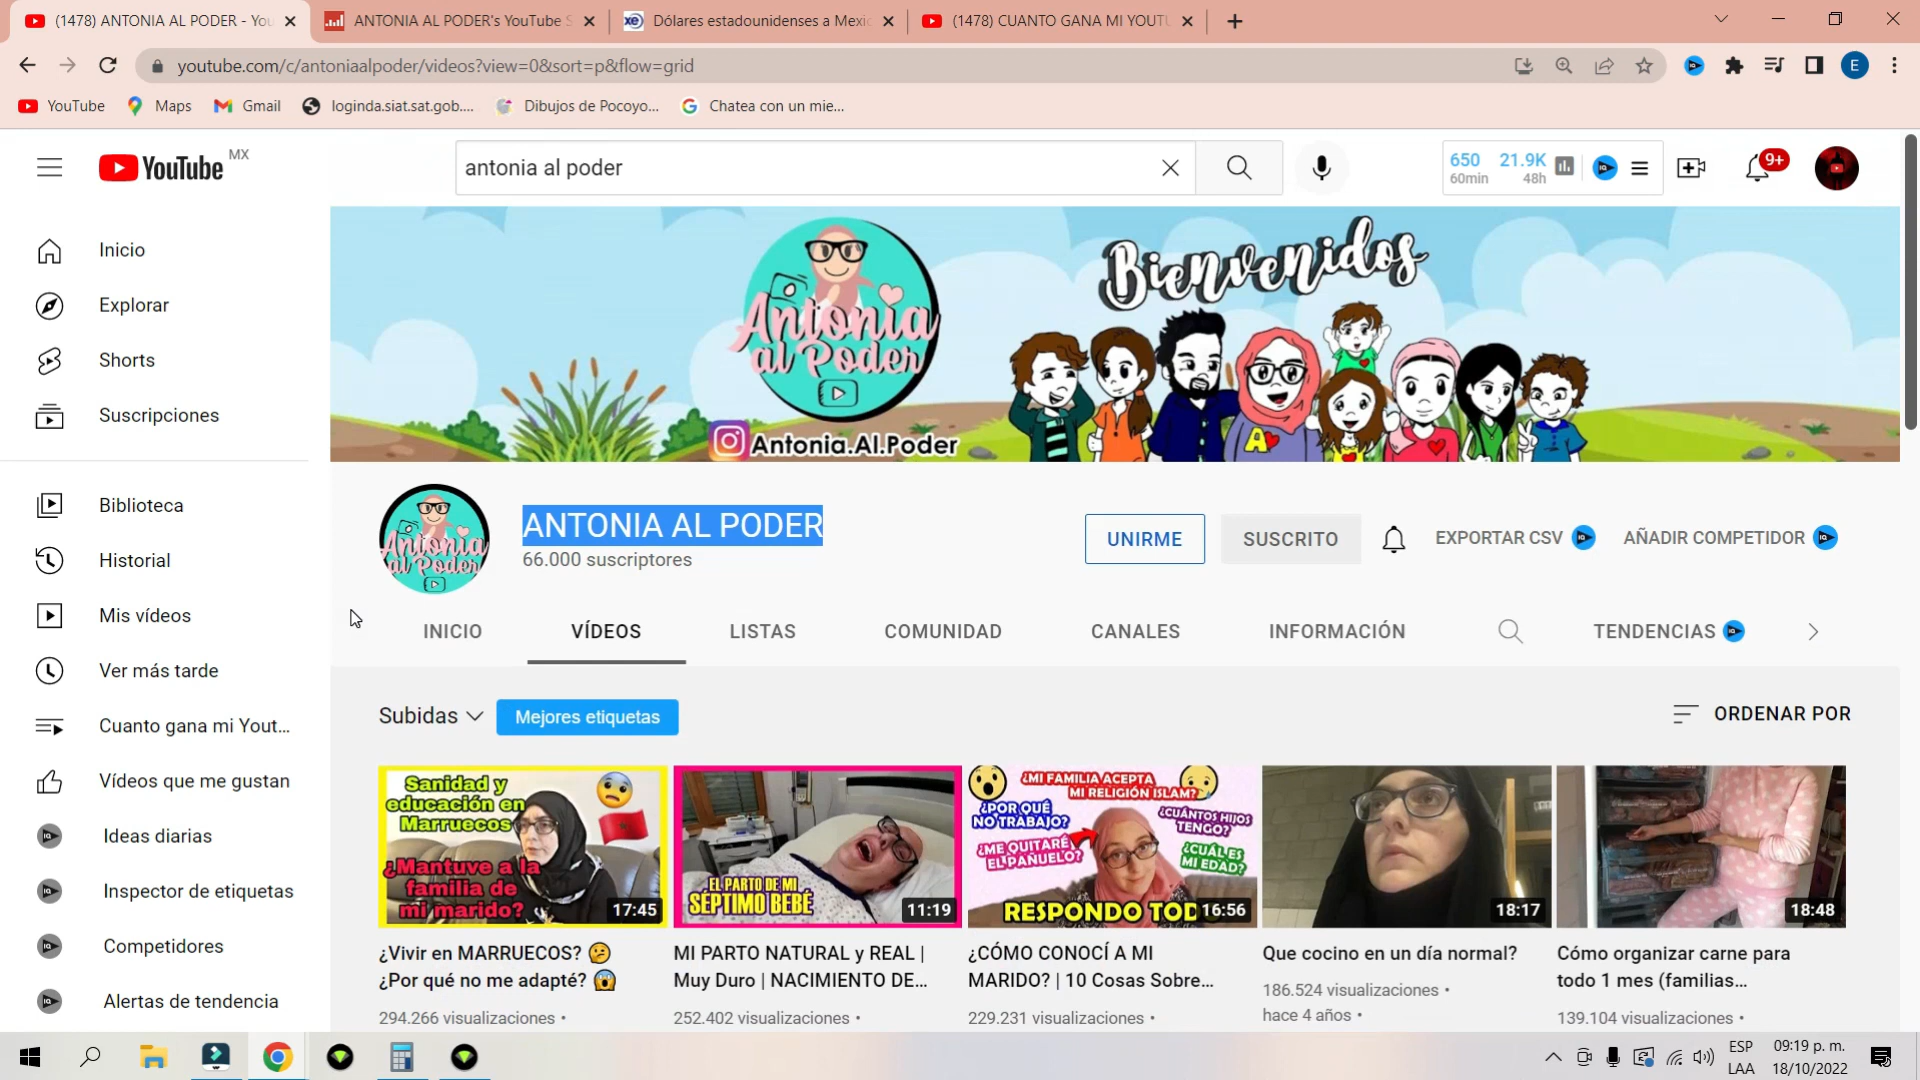 (1478) ANTONIA AL PODER - You
ANTONIA AL PODER's YouTube S
Dólares estadounidenses a Mexic
(1478) CUANTO GANA MI YOUTU
youtube.com/c/antoniaalpoder/videos?view=0&sort=p&flow=grid
E
YouTube
Maps
Gmail
loginda.siat.sat.gob....
Dibujos de Pocoyo...
Chatea con un mie...
YouTube MX
antonia al poder
650
60min
21.9K
48h
9+
Inicio
Explorar
Shorts
Suscripciones
Biblioteca
Historial
Mis vídeos
Ver más tarde
Cuanto gana mi Yout...
Vídeos que me gustan
Ideas diarias
Inspector de etiquetas
Competidores
Alertas de tendencia
Antonia
al Poder
Antonia.Al.Poder
Bienvenidos
A
Antonia
al Poder
ANTONIA AL PODER
66.000 suscriptores
UNIRME
SUSCRITO
EXPORTAR CSV
AÑADIR COMPETIDOR
INICIO
VÍDEOS
LISTAS
COMUNIDAD
CANALES
INFORMACIÓN
TENDENCIAS
Subidas
Mejores etiquetas
ORDENAR POR
Sanidad y
educación en
Marruecos
¿Mantuve a la
familia de
mi marido?
17:45
¿Vivir en MARRUECOS? 🤔
¿Por qué no me adapté? 😱
294.266 visualizaciones •
EL PARTO DE MI
SÉPTIMO BEBÉ
11:19
MI PARTO NATURAL y REAL |
Muy Duro | NACIMIENTO DE...
252.402 visualizaciones •
¿MI FAMILIA ACEPTA
MI RELIGIÓN ISLAM?
¿POR QUÉ
NO TRABAJO?
¿CUÁNTOS HIJOS
TENGO?
¿ME QUITARÉ
EL PAÑUELO?
¿CUÁL ES
MI EDAD?
RESPONDO TOD
16:56
¿CÓMO CONOCÍ A MI
MARIDO? | 10 Cosas Sobre...
229.231 visualizaciones •
18:17
Que cocino en un día normal?
186.524 visualizaciones •
hace 4 años •
18:48
Cómo organizar carne para
todo 1 mes (familias...
139.104 visualizaciones •
ESP
LAA
09:19 p. m.
18/10/2022